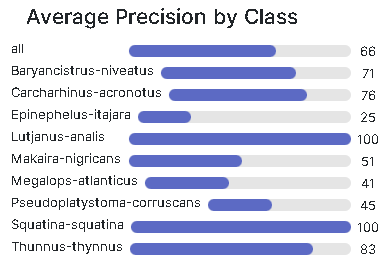 Average Precision by Class
all 66
Baryancistrus-niveatus 71
Carcharhinus-acronotus 76
Epinephelus-itajara 25
Lutjanus-analis 100
Makaira-nigricans 51
Megalops-atlanticus 41
Pseudoplatystoma-corruscans 45
Squatina-squatina 100
Thunnus-thynnus 83